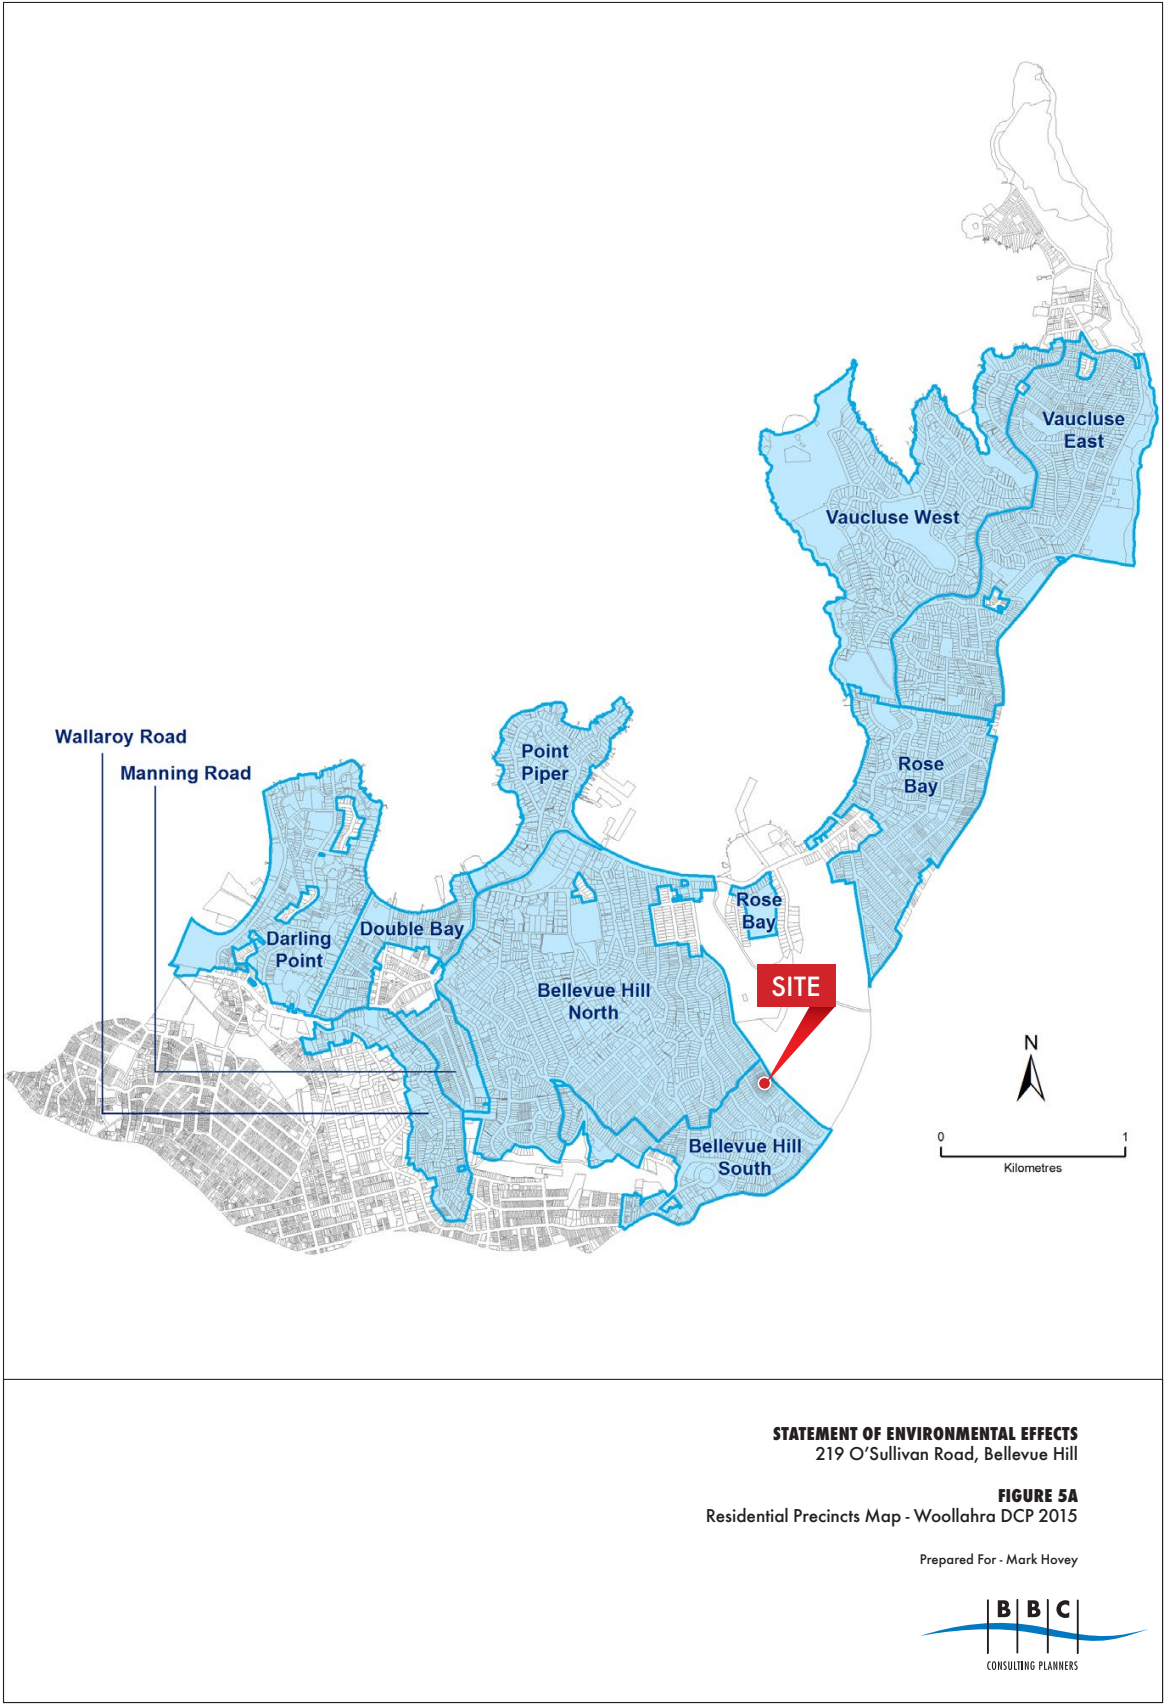 Vaucluse
East
Vaucluse West
Wallaroy Road
Manning Road
Point
Piper
Rose
Bay
Rose
Bay
Double Bay
Darling
Point
Bellevue Hill
North
SITE
Bellevue Hill
South
N
0 1
Kilometres
STATEMENT OF ENVIRONMENTAL EFFECTS
219 O'Sullivan Road, Bellevue Hill
FIGURE 5A
Residential Precincts Map - Woollahra DCP 2015
Prepared For - Mark Hovey
B B C
CONSULTING PLANNERS